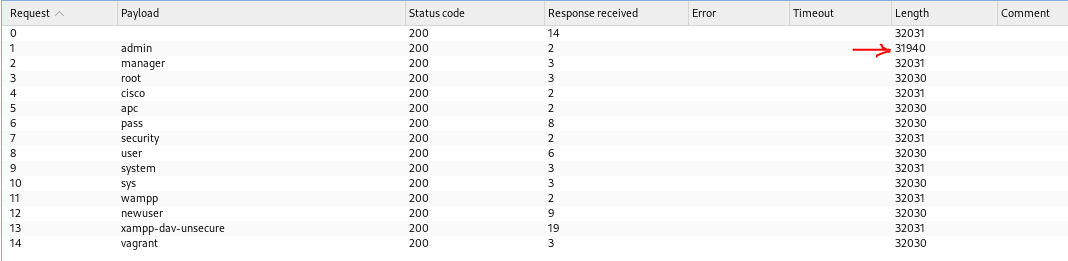 Request Payload Status code Response received Error Timeout Length Comment
0 200 14 32031
1 admin 200 2 31940
2 manager 200 3 32031
3 root 200 3 32030
4 cisco 200 2 32031
5 apc 200 2 32030
6 pass 200 8 32030
7 security 200 2 32031
8 user 200 6 32030
9 system 200 3 32031
10 sys 200 3 32030
11 wampp 200 2 32031
12 newuser 200 9 32030
13 xampp-dav-unsecure 200 19 32031
14 vagrant 200 3 32030